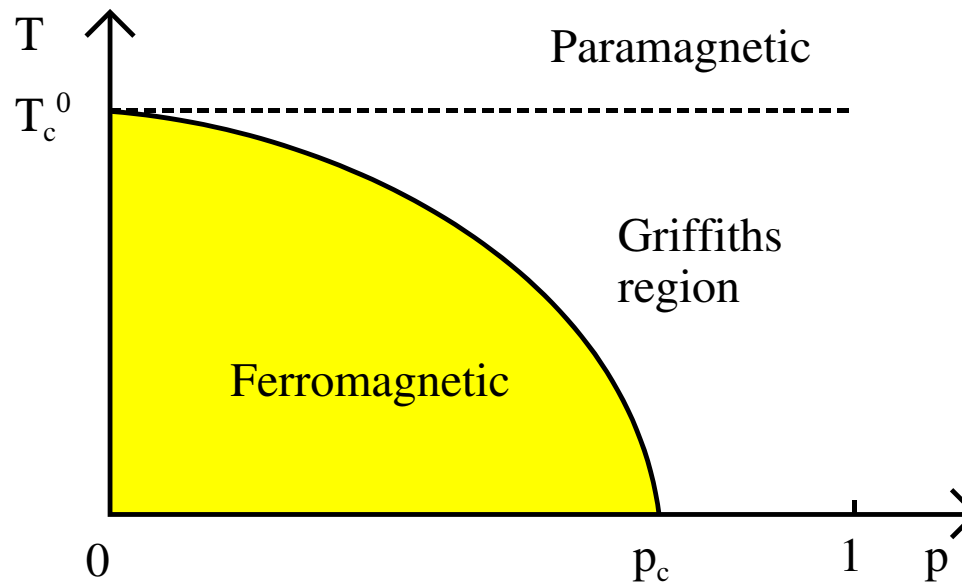 T
Paramagnetic
T_c^0
Griffiths
region
Ferromagnetic
0
p_c
1
p